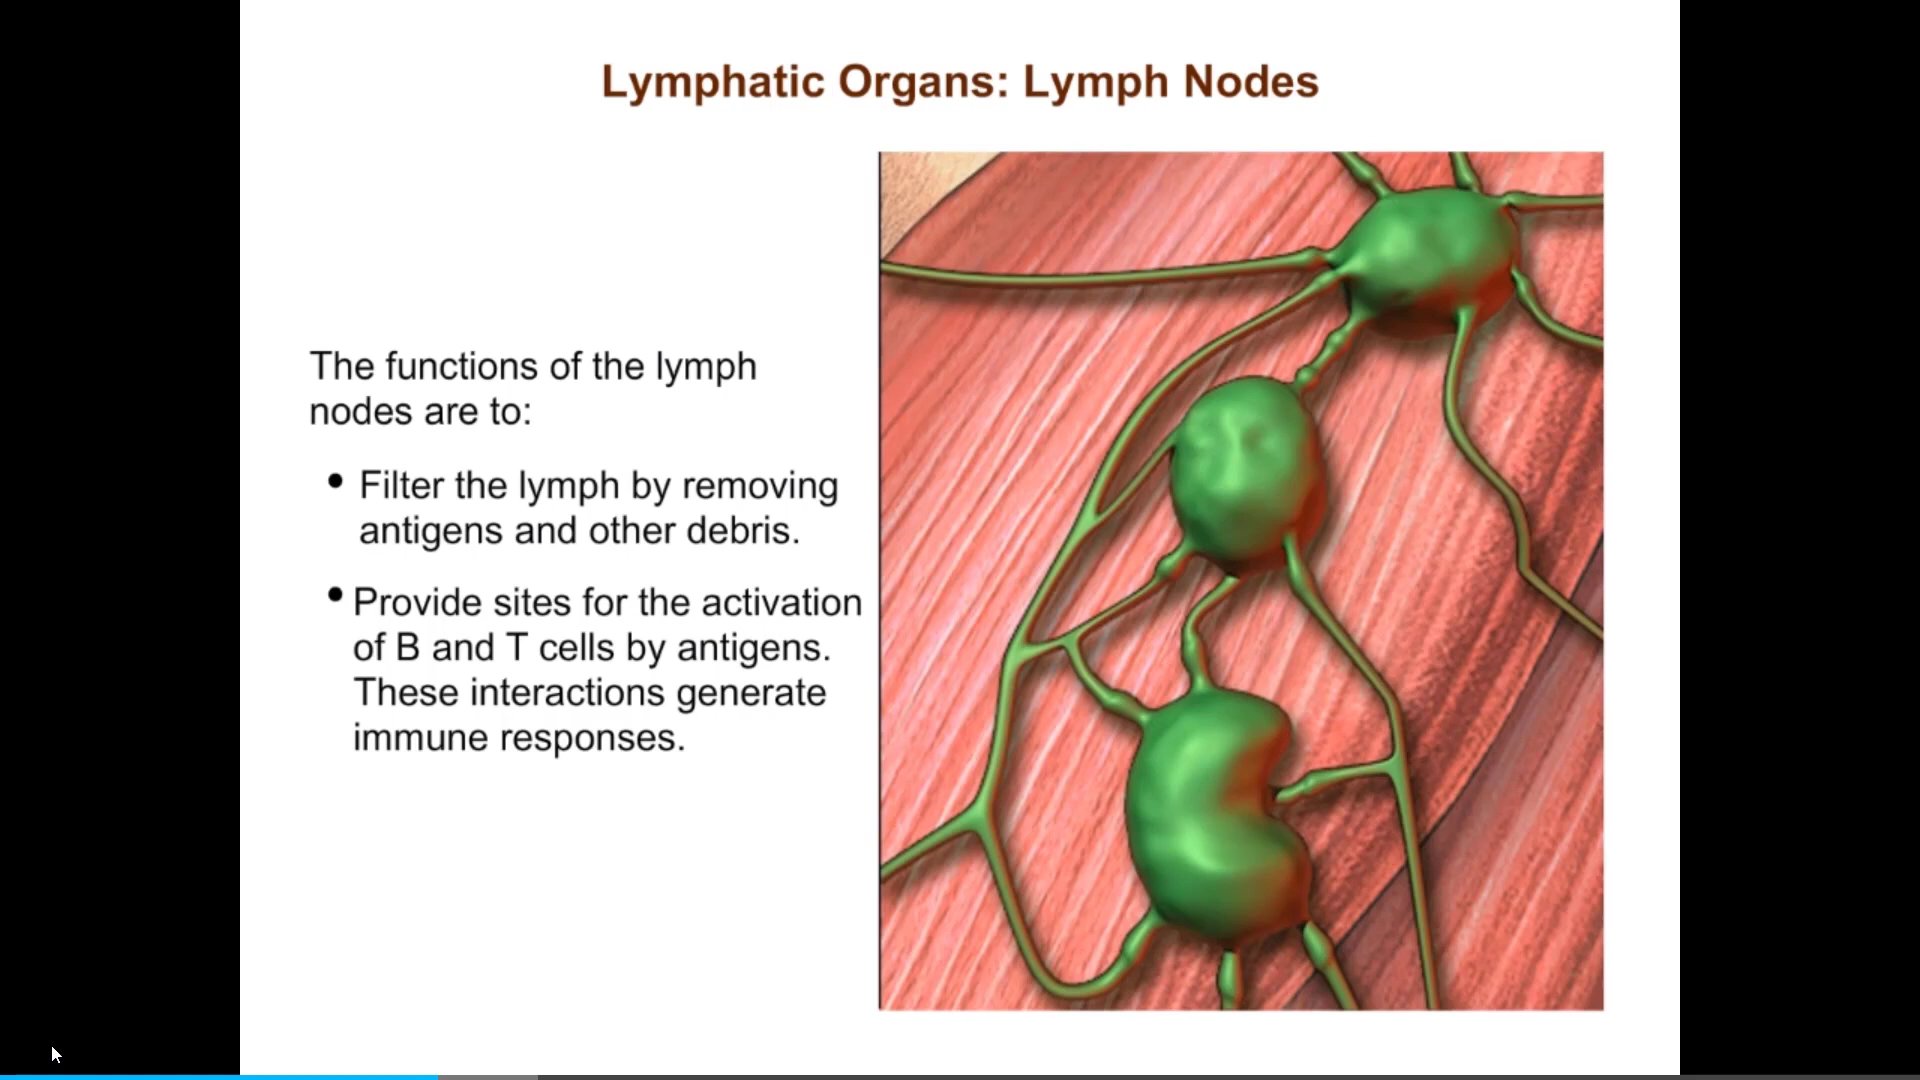 Lymphatic Organs: Lymph Nodes
The functions of the lymph
nodes are to:
• Filter the lymph by removing
antigens and other debris.
• Provide sites for the activation
of B and T cells by antigens.
These interactions generate
immune responses.